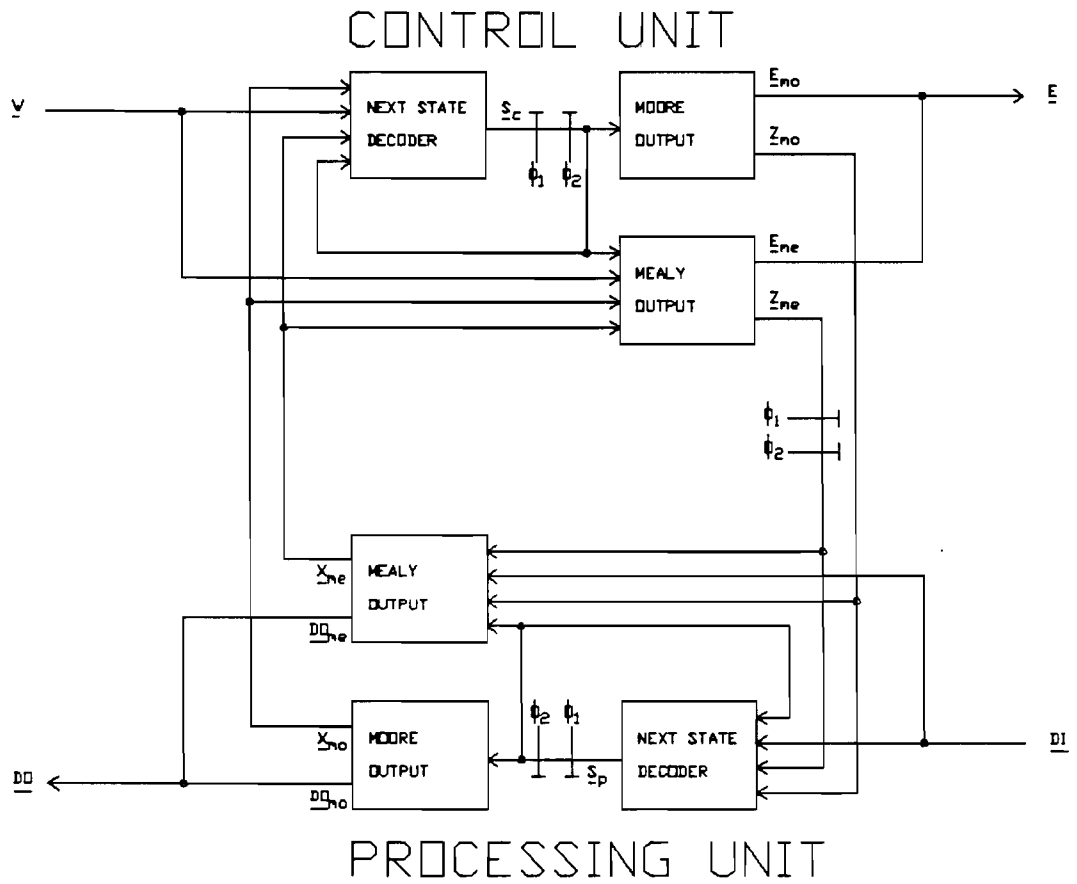 CONTROL UNIT
W
NEXT STATE
DECODER
S_c
ϕ1 ϕ2
MOORE
OUTPUT
E_mo
Z_mo
E
MEALY
OUTPUT
E_me
Z_me
ϕ1
ϕ2
MEALY
OUTPUT
X_me
DO_me
ϕ2 ϕ1
MOORE
OUTPUT
X_mo
DO_mo
S_p
NEXT STATE
DECODER
DI
DO
PROCESSING UNIT